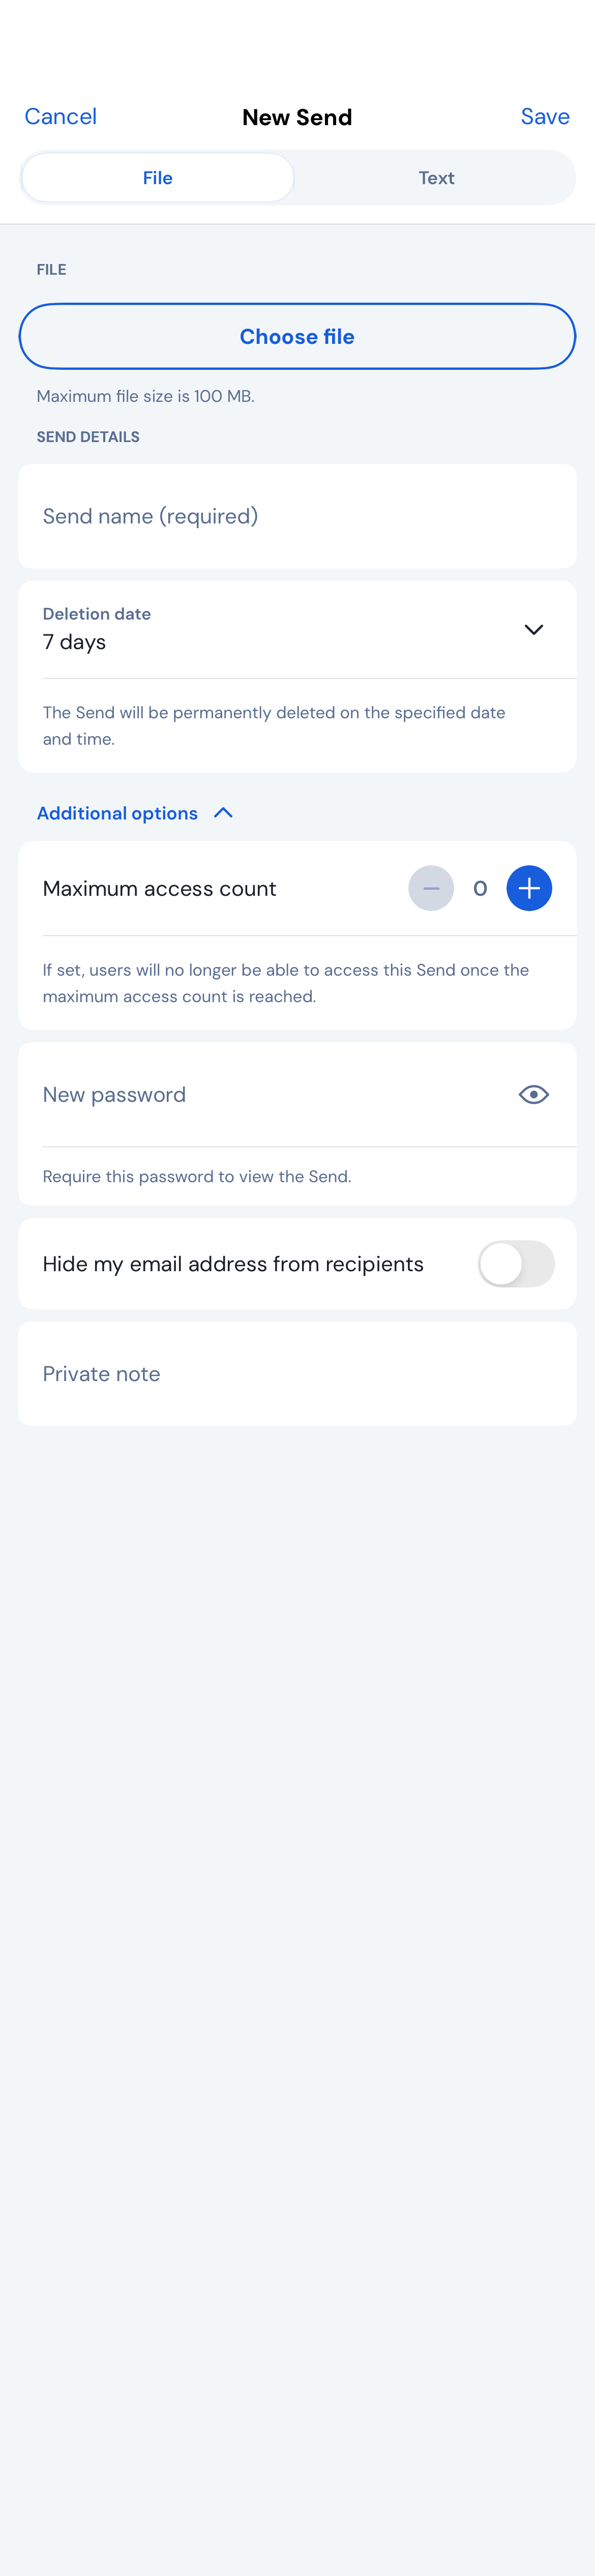 Cancel
New Send
Save
File
Text
FILE
Choose file
Maximum file size is 100 MB.
SEND DETAILS
Send name (required)
Deletion date
7 days
The Send will be permanently deleted on the specified date
and time.
Additional options
Maximum access count
0
If set, users will no longer be able to access this Send once the
maximum access count is reached.
New password
Require this password to view the Send.
Hide my email address from recipients
Private note